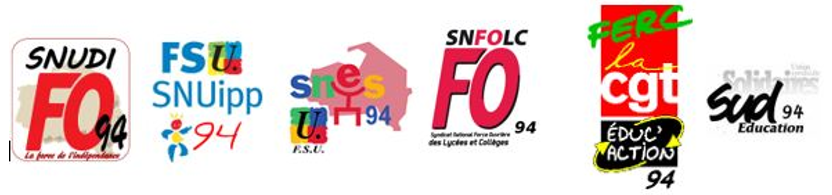 SNUDI
FO
94
La force de l'indépendance
FSU.
SNUipp
94
snes
94
U.
F.S.U.
SNFOLC
FO
Syndicat National Force Ouvrière
des Lycées et Collèges
94
FERC
la
cgt
ÉDUC'
ACTION
94
Solidaires
Sud 94
Education